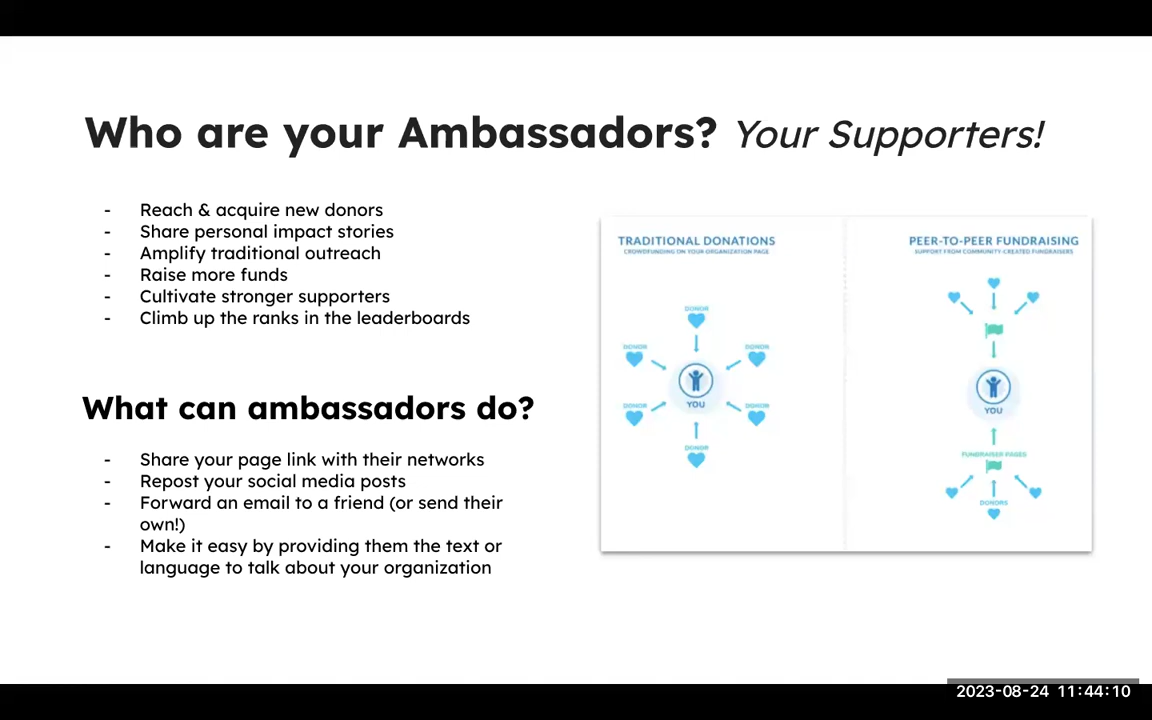 Who are your Ambassadors? Your Supporters!
- Reach & acquire new donors
- Share personal impact stories
- Amplify traditional outreach
- Raise more funds
- Cultivate stronger supporters
- Climb up the ranks in the leaderboards
What can ambassadors do?
- Share your page link with their networks
- Repost your social media posts
- Forward an email to a friend (or send their
own!)
- Make it easy by providing them the text or
language to talk about your organization
TRADITIONAL DONATIONS
CROWDFUNDING ON YOUR ORGANIZATION PAGE
DONOR
DONOR
DONOR
YOU
DONOR
DONOR
DONOR
PEER-TO-PEER FUNDRAISING
SUPPORT FROM COMMUNITY-CREATED FUNDRAISERS
YOU
FUNDRAISER PAGES
DONORS
2023-08-24 11:44:10